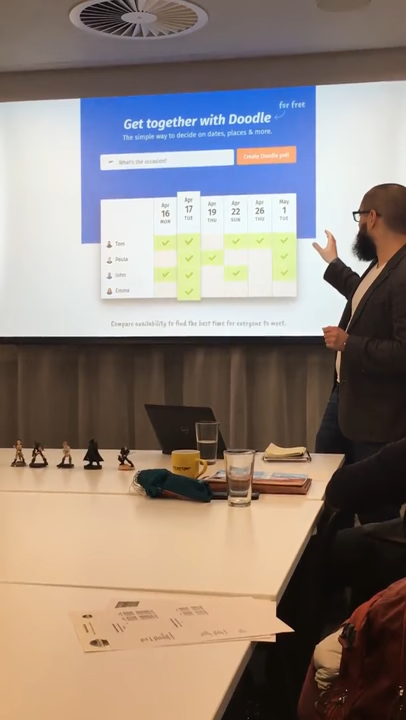 for free
Get together with Doodle
The simple way to decide on dates, places & more.
What's the occasion?
Create Doodle poll
Apr 16 MON
Apr 17 TUE
Apr 19 THU
Apr 22 SUN
Apr 26 THU
May 1 TUE
Tom
Paula
John
Emma
Compare availability to find the best time for everyone to meet.